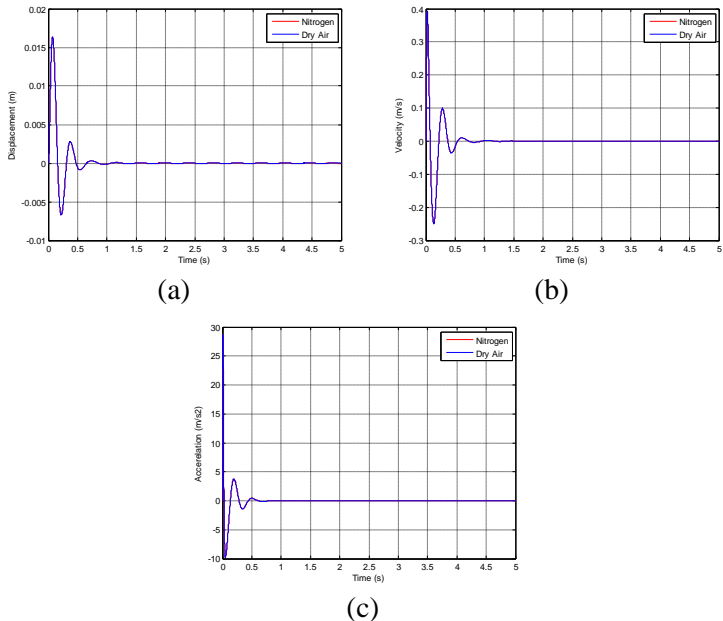 0.02
0.015
0.01
0.005
0
-0.005
-0.01
Displacement (m)
0 0.5 1 1.5 2 2.5 3 3.5 4 4.5 5
Time (s)
Nitrogen
Dry Air
(a)
0.4
0.3
0.2
0.1
0
-0.1
-0.2
-0.3
Velocity (m/s)
0 0.5 1 1.5 2 2.5 3 3.5 4 4.5 5
Time (s)
Nitrogen
Dry Air
(b)
30
25
20
15
10
5
0
-5
-10
Accerelation (m/s2)
0 0.5 1 1.5 2 2.5 3 3.5 4 4.5 5
Time (s)
Nitrogen
Dry Air
(c)